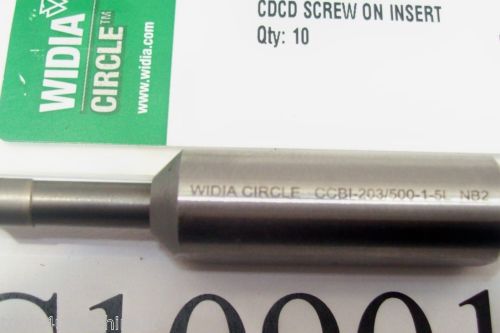 WIDIA
CIRCLE™
www.widia.com
CDCD SCREW ON INSERT
Qty: 10
WIDIA CIRCLE CCBI-203/500-1-5L NB2